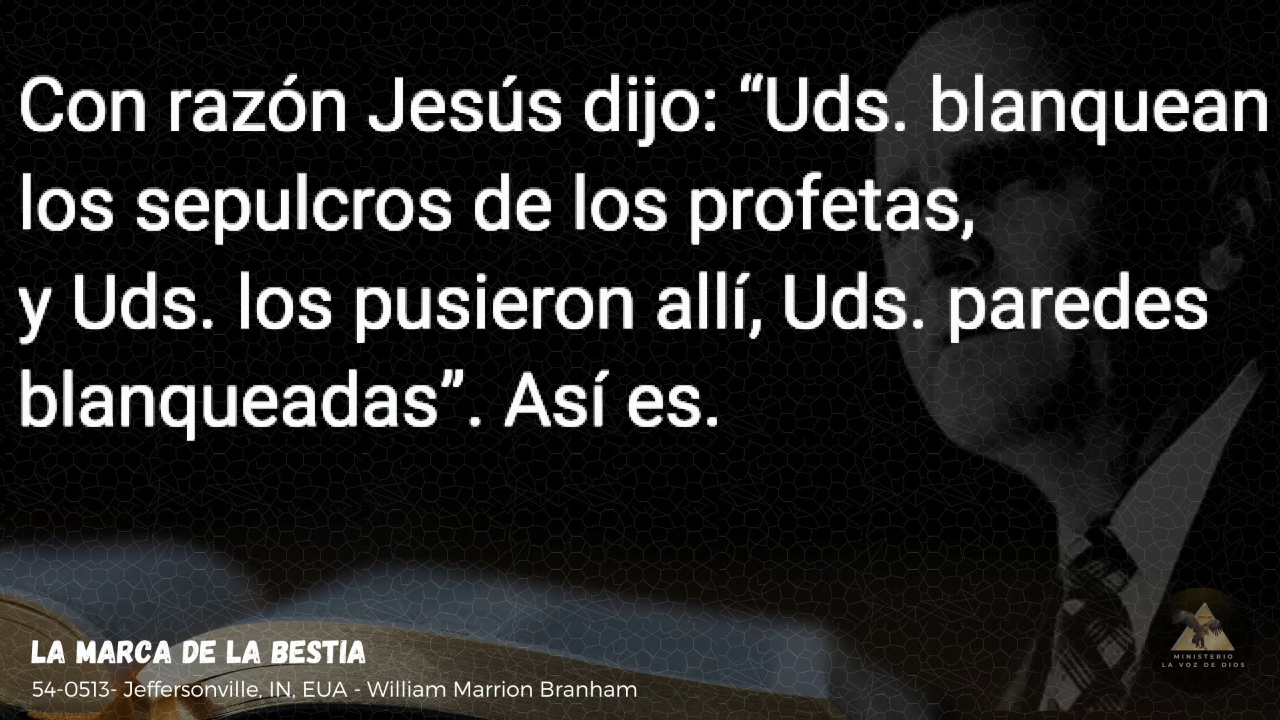 Con razón Jesús dijo: “Uds. blanquean
los sepulcros de los profetas,
y Uds. los pusieron allí, Uds. paredes
blanqueadas”. Así es.
LA MARCA DE LA BESTIA
54-0513- Jeffersonville, IN, EUA - William Marrion Branham
MINISTERIO
LA VOZ DE DIOS